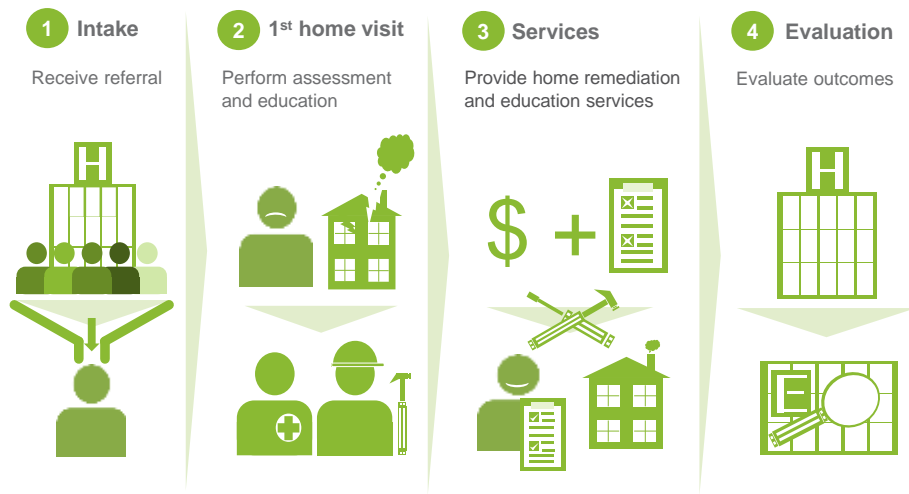 1 Intake
Receive referral
2 1st home visit
Perform assessment
and education
3 Services
Provide home remediation
and education services
4 Evaluation
Evaluate outcomes
H
$ +
H